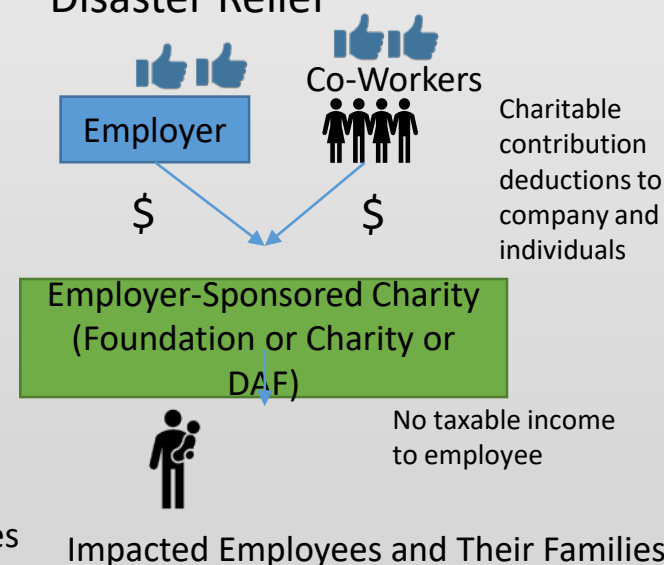 Disaster Relief
Co-Workers
Employer
Charitable
contribution
deductions to
company and
individuals
$ $
Employer-Sponsored Charity
(Foundation or Charity or
DAF)
No taxable income
to employee
Impacted Employees and Their Families